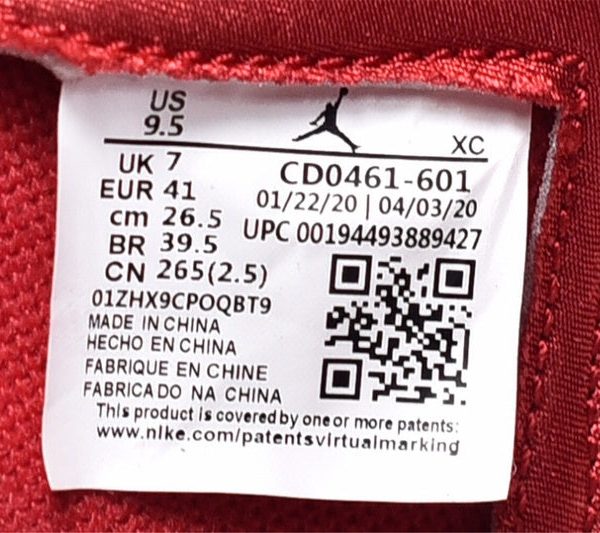 US
9.5
XC
UK 7
EUR 41
cm 26.5
BR 39.5
CN 265(2.5)
CD0461-601
01/22/20 | 04/03/20
UPC 00194493889427
01ZHX9CPOQBT9
MADE IN CHINA
HECHO EN CHINA
FABRIQUE EN CHINE
FABRICADO NA CHINA
This product is covered by one or more patents:
www.nike.com/patentsvirtualmarking